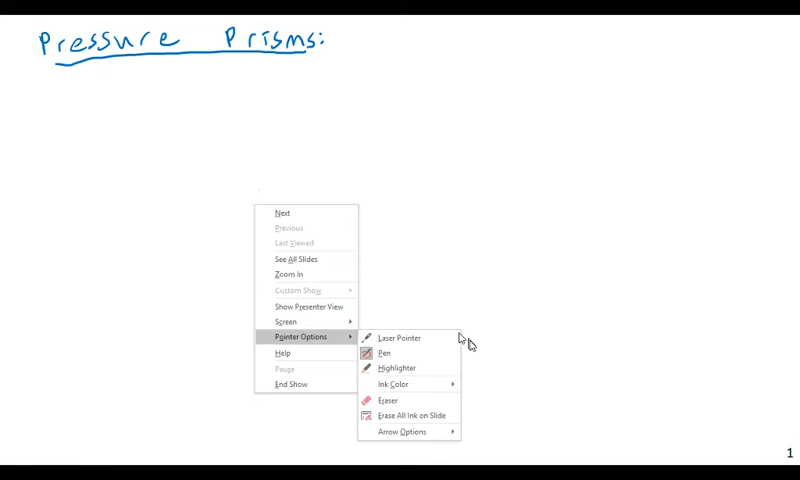 Pressure Prisms:
Next
Previous
Last Viewed
See All Slides
Zoom In
Custom Show
Show Presenter View
Screen
Pointer Options
Help
Pause
End Show
Laser Pointer
Pen
Highlighter
Ink Color
Eraser
Erase All Ink on Slide
Arrow Options
1